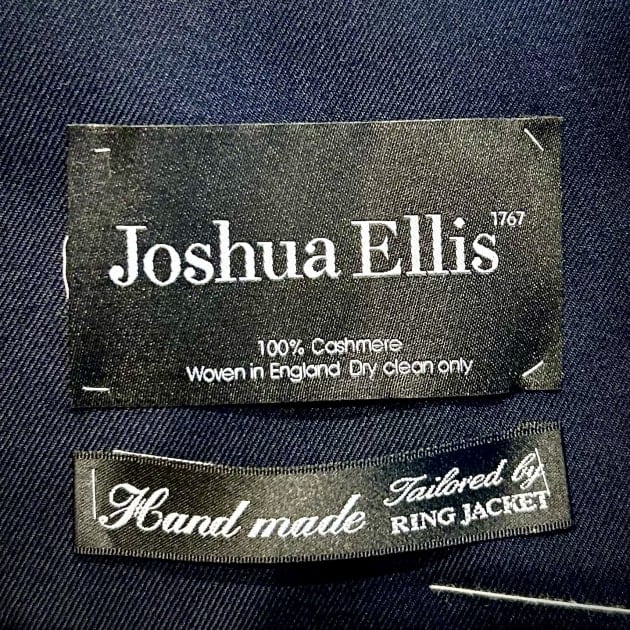 Joshua Ellis 1767
100% Cashmere
Woven in England Dry clean only
Hand made
Tailored by
RING JACKET